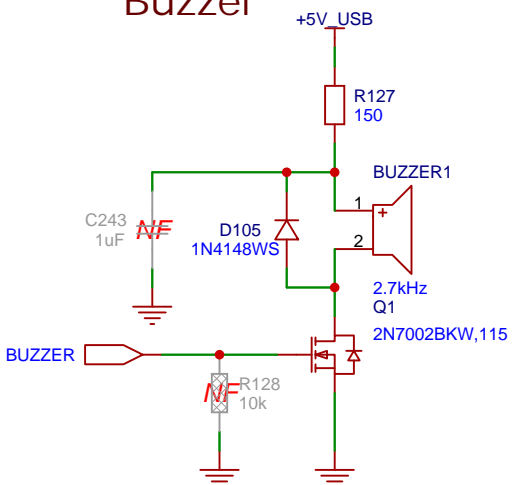 Buzzer
+5V_USB
R127
150
BUZZER1
1
+
2
C243
1uF
NF
D105
1N4148WS
2.7kHz
Q1
2N7002BKW,115
BUZZER
NF
R128
10k